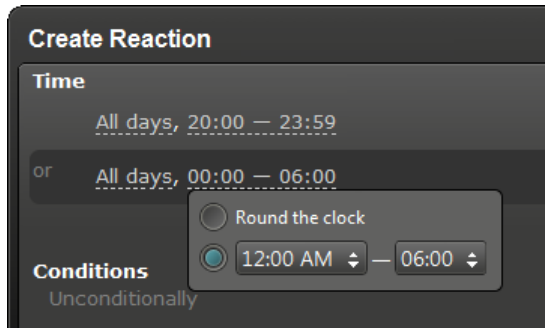 Create Reaction
Time
All days, 20:00 — 23:59
or All days, 00:00 — 06:00
Round the clock
12:00 AM — 06:00
Conditions
Unconditionally